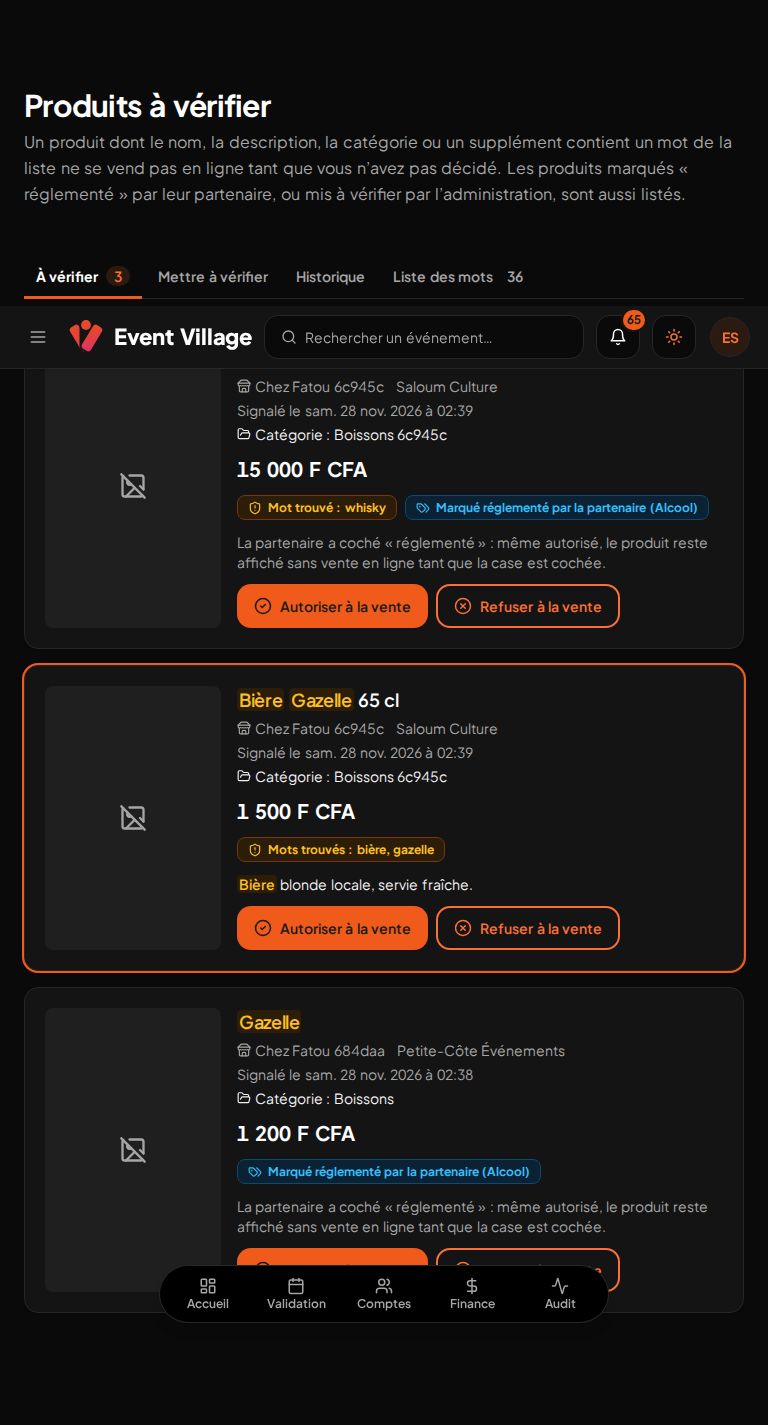 Produits à vérifier
Un produit dont le nom, la description, la catégorie ou un supplément contient un mot de la
liste ne se vend pas en ligne tant que vous n’avez pas décidé. Les produits marqués «
réglementé » par leur partenaire, ou mis à vérifier par l’administration, sont aussi listés.
À vérifier 3 Mettre à vérifier Historique Liste des mots 36
Event Village Rechercher un événement… 65 ES
Chez Fatou 6c945c Saloum Culture
Signalé le sam. 28 nov. 2026 à 02:39
Catégorie : Boissons 6c945c
15 000 F CFA
Mot trouvé : whisky Marqué réglementé par la partenaire (Alcool)
La partenaire a coché « réglementé » : même autorisé, le produit reste
affiché sans vente en ligne tant que la case est cochée.
Autoriser à la vente Refuser à la vente
Bière Gazelle 65 cl
Chez Fatou 6c945c Saloum Culture
Signalé le sam. 28 nov. 2026 à 02:39
Catégorie : Boissons 6c945c
1 500 F CFA
Mots trouvés : bière, gazelle
Bière blonde locale, servie fraîche.
Autoriser à la vente Refuser à la vente
Gazelle
Chez Fatou 684daa Petite-Côte Événements
Signalé le sam. 28 nov. 2026 à 02:38
Catégorie : Boissons
1 200 F CFA
Marqué réglementé par la partenaire (Alcool)
La partenaire a coché « réglementé » : même autorisé, le produit reste
affiché sans vente en ligne tant que la case est cochée.
Accueil Validation Comptes Finance Audit